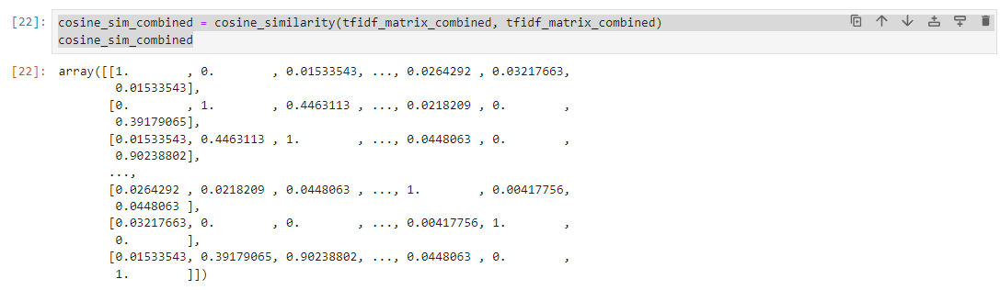 [22]: cosine_sim_combined = cosine_similarity(tfidf_matrix_combined, tfidf_matrix_combined)
cosine_sim_combined
[22]: array([[1.        , 0.        , 0.01533543, ..., 0.0264292 , 0.03217663,
        0.01533543],
       [0.        , 1.        , 0.4463113 , ..., 0.0218209 , 0.        ,
        0.39179065],
       [0.01533543, 0.4463113 , 1.        , ..., 0.0448063 , 0.        ,
        0.90238802],
       ...,
       [0.0264292 , 0.0218209 , 0.0448063 , ..., 1.        , 0.00417756,
        0.0448063 ],
       [0.03217663, 0.        , 0.        , ..., 0.00417756, 1.        ,
        0.        ],
       [0.01533543, 0.39179065, 0.90238802, ..., 0.0448063 , 0.        ,
        1.        ]])